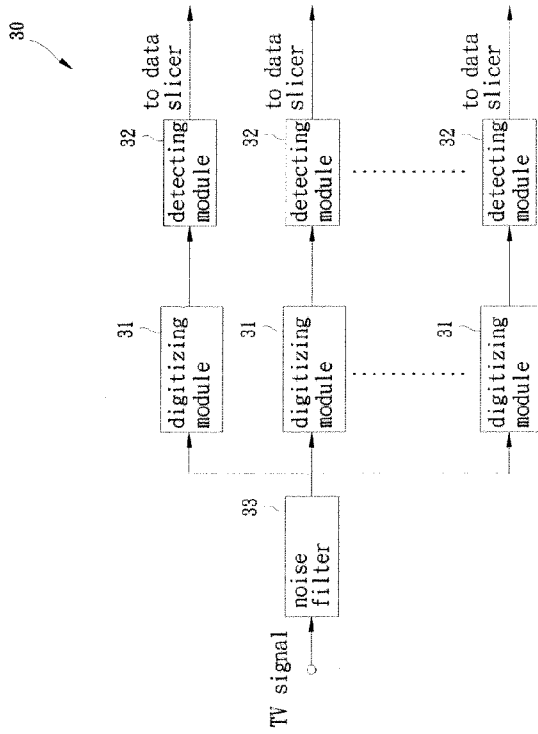 30
TV signal
33
noise
filter
31
digitizing
module
32
detecting
module
to data
slicer
31
digitizing
module
32
detecting
module
to data
slicer
31
digitizing
module
32
detecting
module
to data
slicer